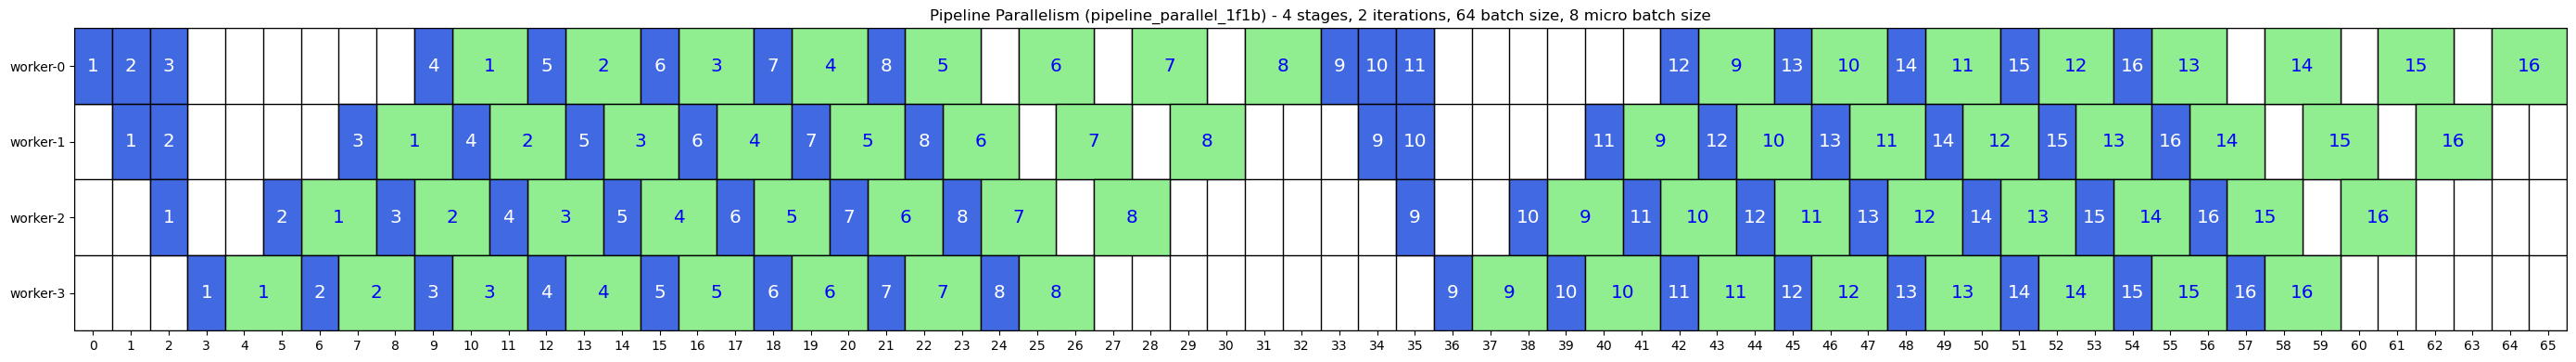 Pipeline Parallelism (pipeline_parallel_1f1b) - 4 stages, 2 iterations, 64 batch size, 8 micro batch size
worker-0 1 2 3 4 1 5 2 6 3 7 4 8 5 6 7 8 9 10 11 12 9 13 10 14 11 15 12 16 13 14 15 16
worker-1 1 2 3 1 4 2 5 3 6 4 7 5 8 6 7 8 9 10 11 9 12 10 13 11 14 12 15 13 16 14 15 16
worker-2 1 2 1 3 2 4 3 5 4 6 5 7 6 8 7 8 9 10 9 11 10 12 11 13 12 14 13 15 14 16 15 16
worker-3 1 1 2 2 3 3 4 4 5 5 6 6 7 7 8 8 9 9 10 10 11 11 12 12 13 13 14 14 15 15 16 16
0 1 2 3 4 5 6 7 8 9 10 11 12 13 14 15 16 17 18 19 20 21 22 23 24 25 26 27 28 29 30 31 32 33 34 35 36 37 38 39 40 41 42 43 44 45 46 47 48 49 50 51 52 53 54 55 56 57 58 59 60 61 62 63 64 65